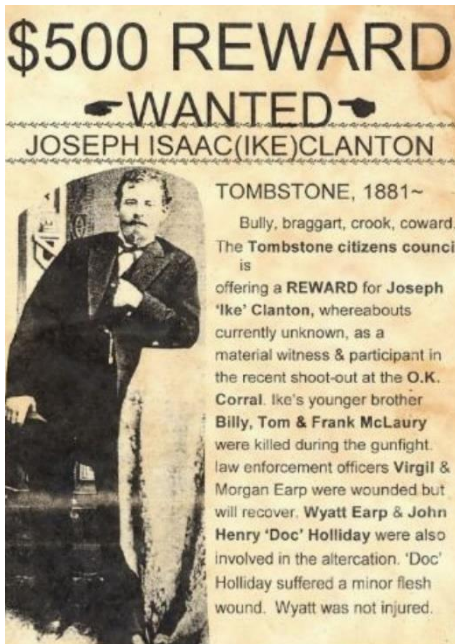 $500 REWARD
WANTED
JOSEPH ISAAC(IKE)CLANTON
TOMBSTONE, 1881~
Bully, braggart, crook, coward.
The Tombstone citizens counci
is
offering a REWARD for Joseph
'Ike' Clanton, whereabouts
currently unknown, as a
material witness & participant in
the recent shoot-out at the O.K.
Corral. Ike's younger brother
Billy, Tom & Frank McLaury
were killed during the gunfight.
law enforcement officers Virgil &
Morgan Earp were wounded but
will recover. Wyatt Earp & John
Henry 'Doc' Holliday were also
involved in the altercation. 'Doc'
Holliday suffered a minor flesh
wound. Wyatt was not injured.